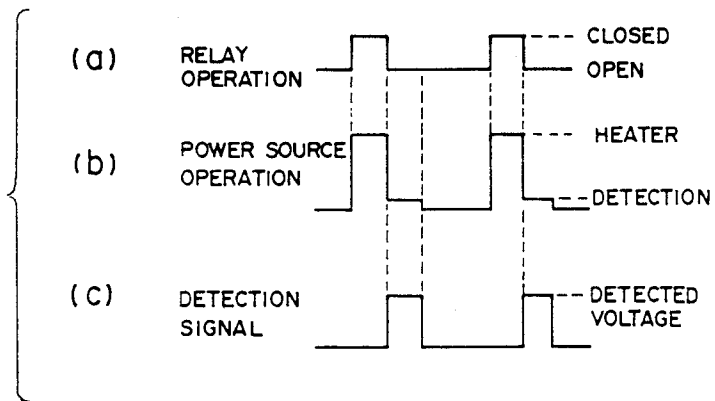 (a)
RELAY
OPERATION
CLOSED
OPEN
(b)
POWER SOURCE
OPERATION
HEATER
DETECTION
(c)
DETECTION
SIGNAL
DETECTED
VOLTAGE